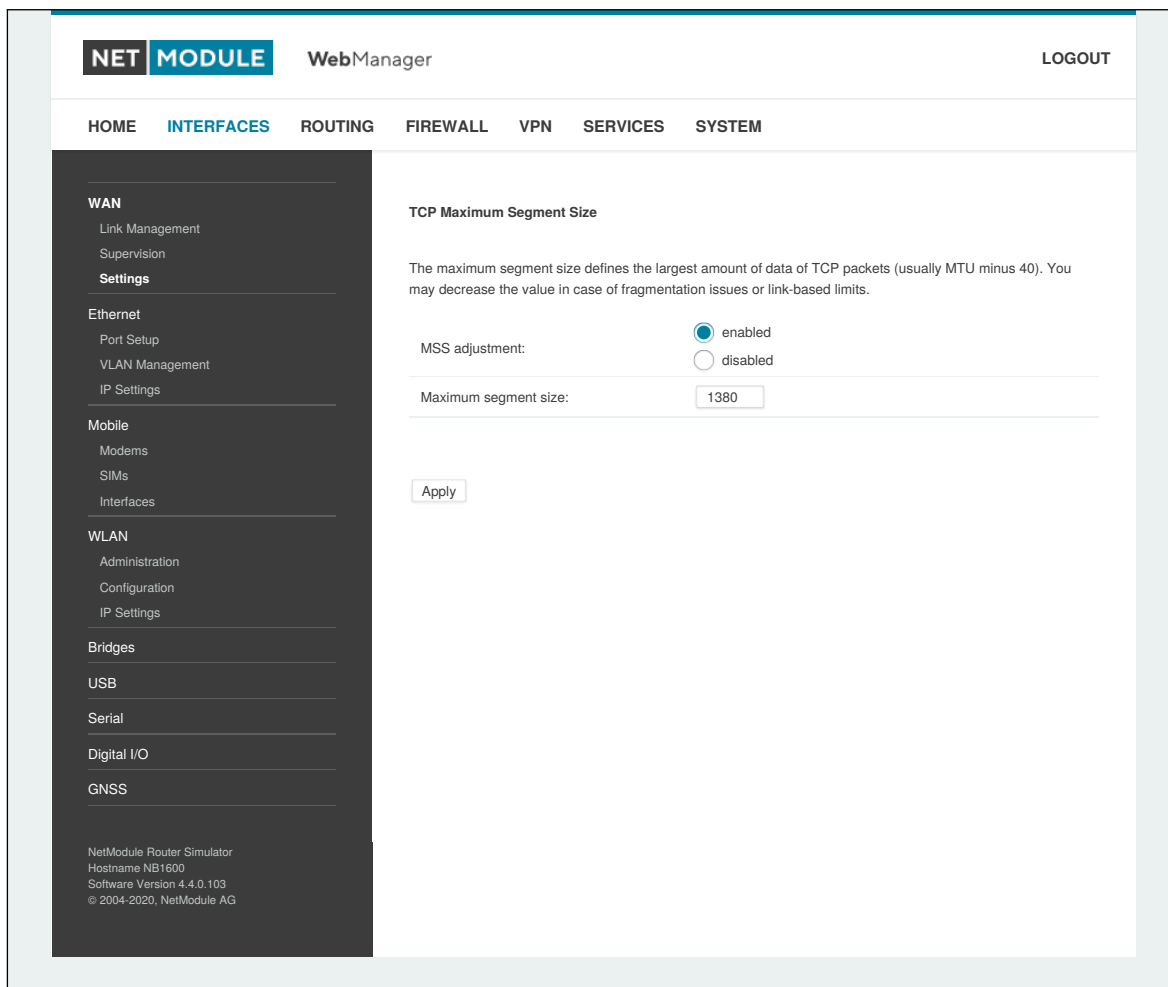 NET MODULE WebManager LOGOUT
HOME INTERFACES ROUTING FIREWALL VPN SERVICES SYSTEM
WAN
Link Management
Supervision
Settings
Ethernet
Port Setup
VLAN Management
IP Settings
Mobile
Modems
SIMs
Interfaces
WLAN
Administration
Configuration
IP Settings
Bridges
USB
Serial
Digital I/O
GNSS
NetModule Router Simulator
Hostname NB1600
Software Version 4.4.0.103
© 2004-2020, NetModule AG
TCP Maximum Segment Size
The maximum segment size defines the largest amount of data of TCP packets (usually MTU minus 40). You
may decrease the value in case of fragmentation issues or link-based limits.
MSS adjustment:
enabled
disabled
Maximum segment size: 1380
Apply